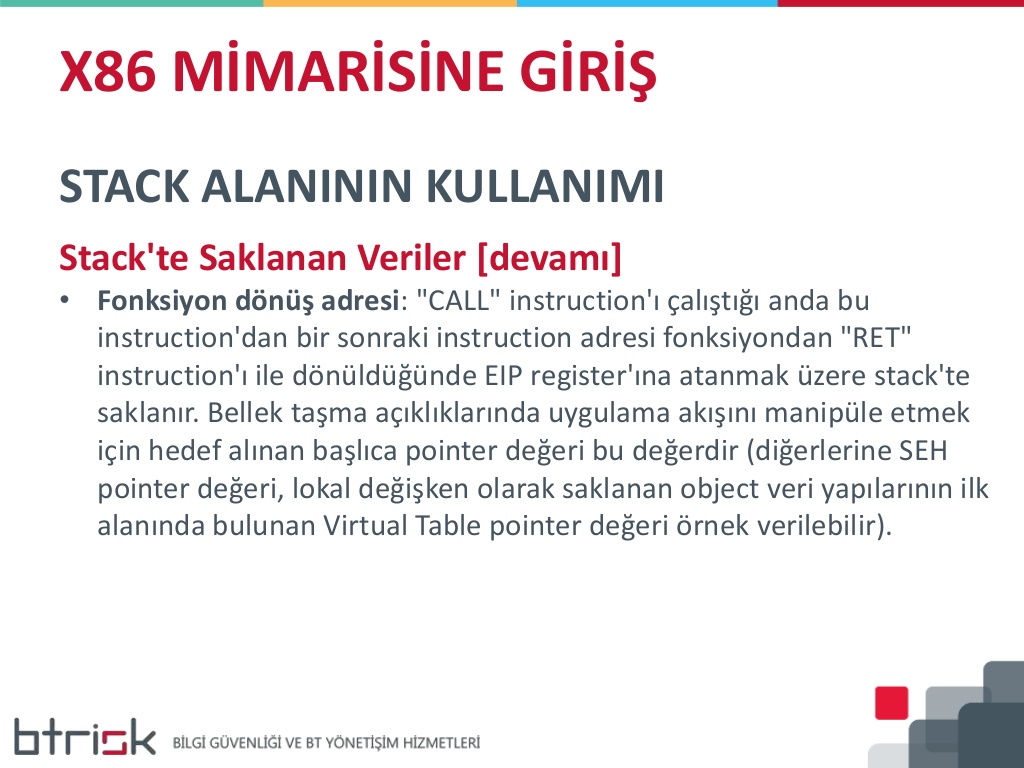 X86 MİMARİSİNE GİRİŞ
STACK ALANININ KULLANIMI
Stack'te Saklanan Veriler [devamı]
• Fonksiyon dönüş adresi: "CALL" instruction'ı çalıştığı anda bu
instruction'dan bir sonraki instruction adresi fonksiyondan "RET"
instruction'ı ile dönüldüğünde EIP register'ına atanmak üzere stack'te
saklanır. Bellek taşma açıklıklarında uygulama akışını manipüle etmek
için hedef alınan başlıca pointer değeri bu değerdir (diğerlerine SEH
pointer değeri, lokal değişken olarak saklanan object veri yapılarının ilk
alanında bulunan Virtual Table pointer değeri örnek verilebilir).
btrisk BİLGİ GÜVENLİĞİ VE BT YÖNETİŞİM HİZMETLERİ